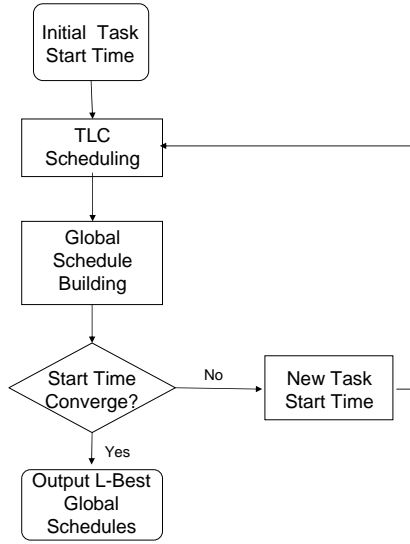 Initial Task
Start Time
TLC
Scheduling
Global
Schedule
Building
Start Time
Converge?
No
New Task
Start Time
Yes
Output L-Best
Global
Schedules